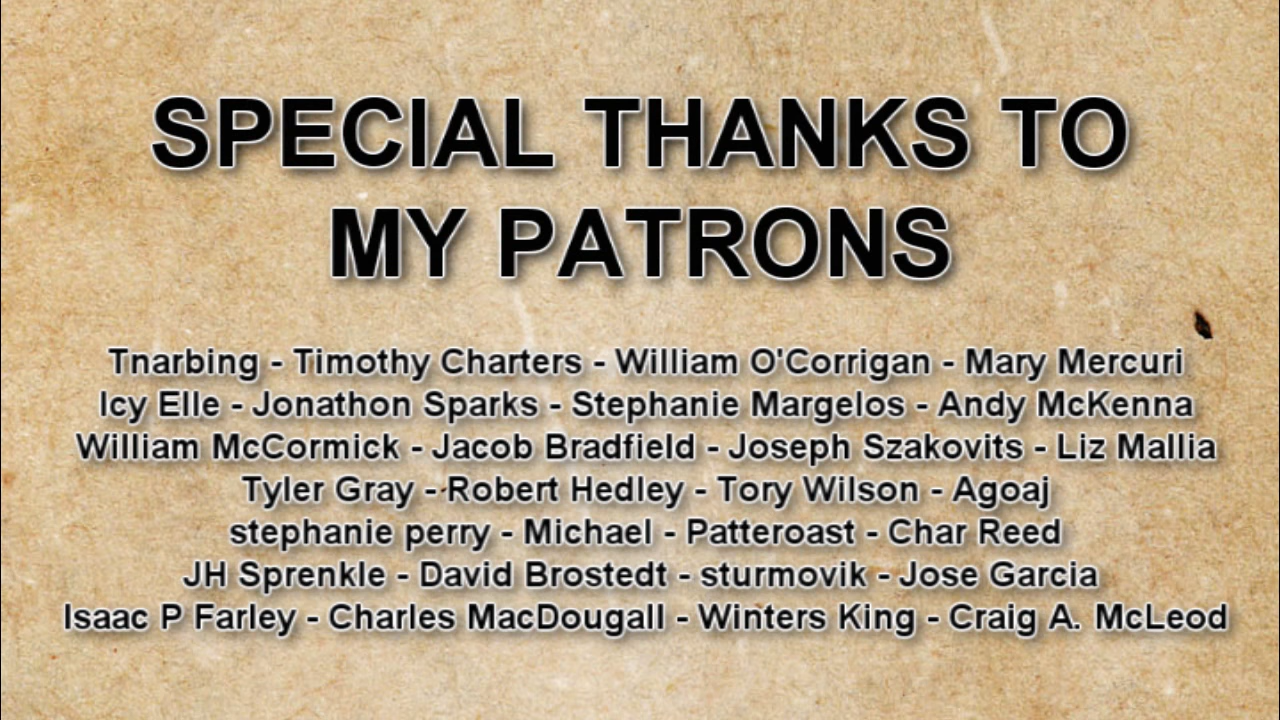 SPECIAL THANKS TO
MY PATRONS
Tnarbing - Timothy Charters - William O'Corrigan - Mary Mercuri
Icy Elle - Jonathon Sparks - Stephanie Margelos - Andy McKenna
William McCormick - Jacob Bradfield - Joseph Szakovits - Liz Mallia
Tyler Gray - Robert Hedley - Tory Wilson - Agoaj
stephanie perry - Michael - Patteroast - Char Reed
JH Sprenkle - David Brostedt - sturmovik - Jose Garcia
Isaac P Farley - Charles MacDougall - Winters King - Craig A. McLeod